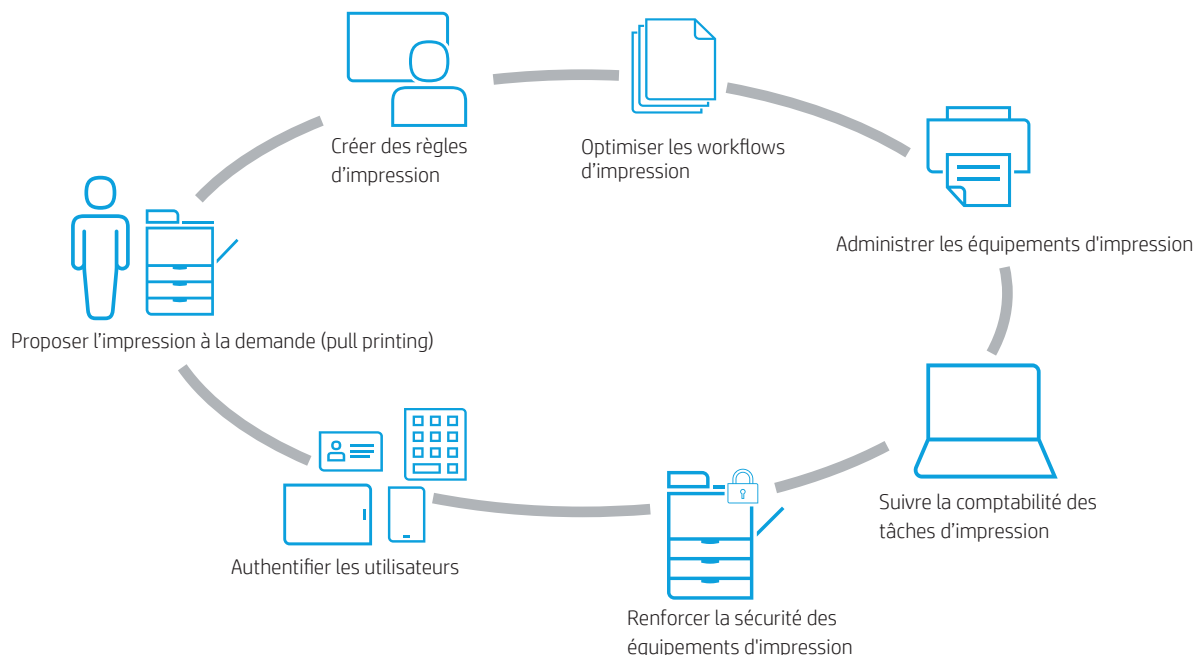 Créer des règles
d’impression
Optimiser les workflows
d’impression
Administrer les équipements d'impression
Proposer l’impression à la demande (pull printing)
Suivre la comptabilité des
tâches d’impression
Authentifier les utilisateurs
Renforcer la sécurité des
équipements d'impression